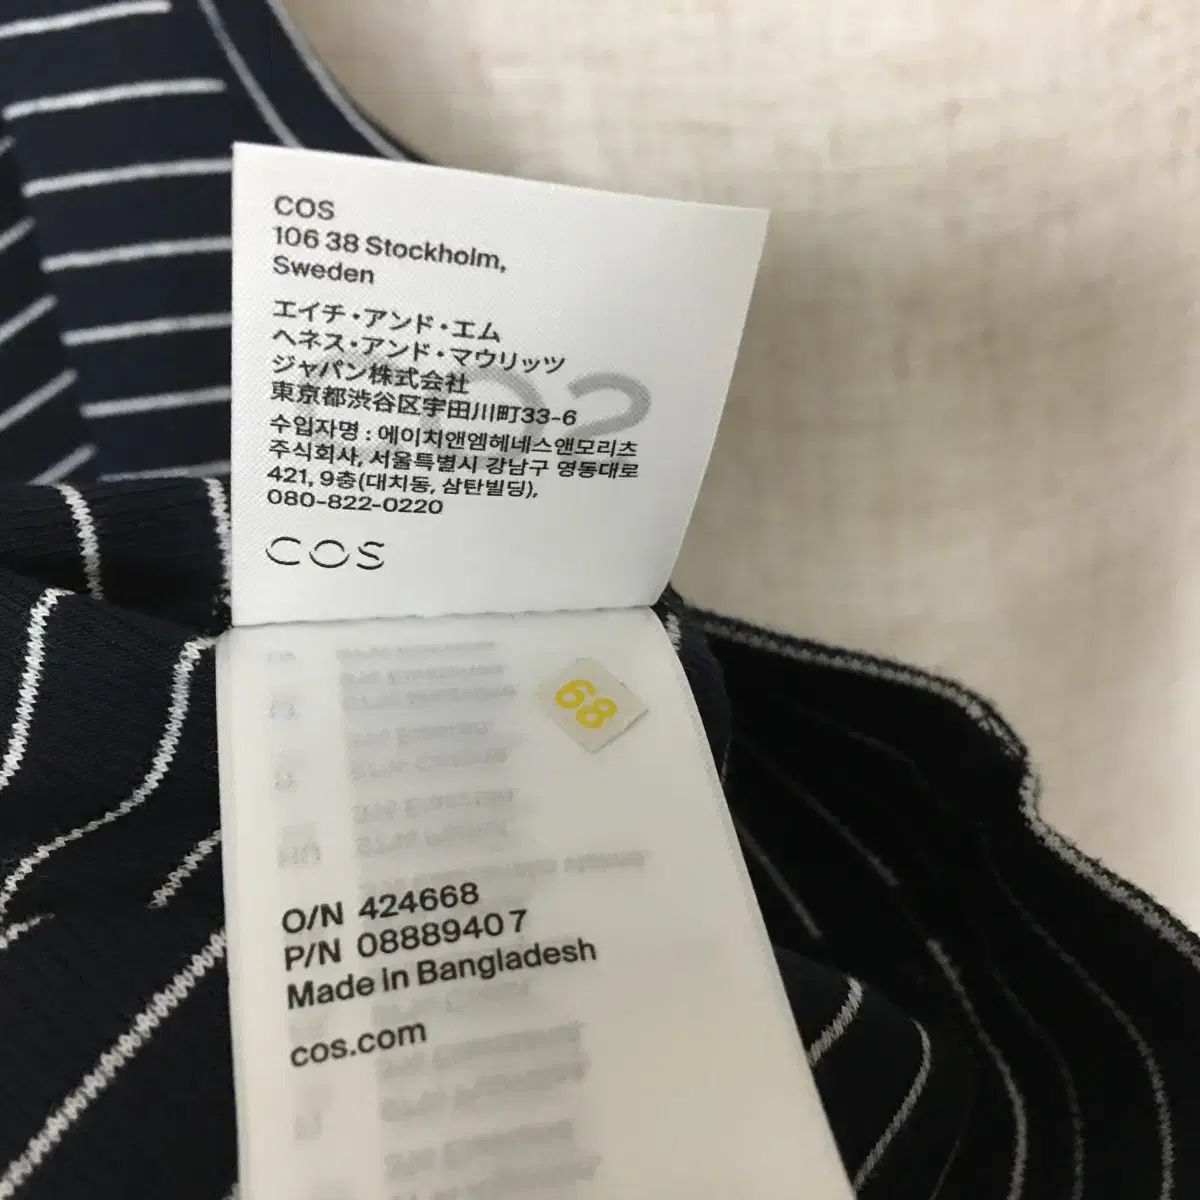 COS
106 38 Stockholm,
Sweden
エイチ・アンド・エム
ヘネス・アンド・マウリッツ
ジャパン株式会社
東京都渋谷区宇田川町33-6
수입자명 : 에이치앤엠헤네스앤모리츠
주식회사, 서울특별시 강남구 영동대로
421, 9층(대치동, 삼탄빌딩),
080-822-0220
COS
68
O/N 424668
P/N 0888940 7
Made in Bangladesh
cos.com